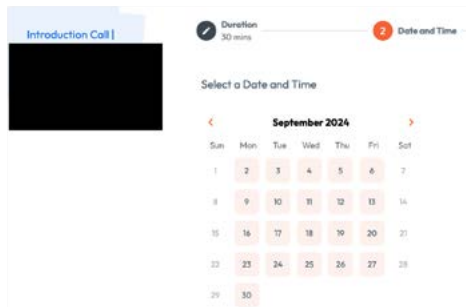 Introduction Call |
Duration
30 mins
2 Date and Time
Select a Date and Time
< September 2024 >
Sun Mon Tue Wed Thu Fri Sat
1 2 3 4 5 6 7
8 9 10 11 12 13 14
15 16 17 18 19 20 21
22 23 24 25 26 27 28
29 30